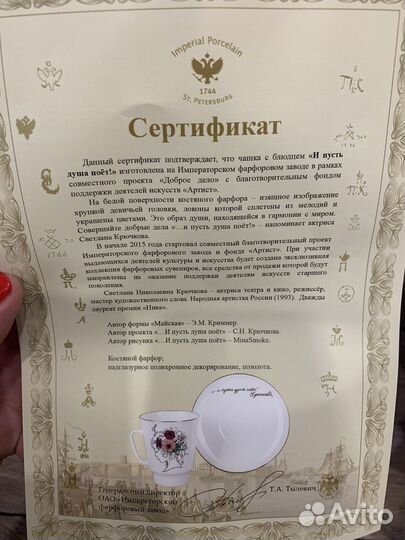 Imperial Porcelain
1744
St. Petersburg
Сертификат
Данный сертификат подтверждает, что чашка с блюдцем «И пусть
душа поёт!» изготовлена на Императорском фарфоровом заводе в рамках
совместного проекта «Доброе дело» с благотворительным фондом
поддержки деятелей искусств «Артист».
На белой поверхности костяного фарфора – изящное изображение
хрупкой девичьей головки, локоны которой сплетены из мелодий и
украшены цветами. Это образ души, находящейся в гармонии с миром.
Совершайте добрые дела «…и пусть душа поёт!» – напоминает актриса
Светлана Крючкова.
В начале 2015 года стартовал совместный благотворительный проект
Императорского фарфорового завода и фонда «Артист». При участии
выдающихся деятелей культуры и искусства будет создана эксклюзивная
коллекция фарфоровых сувениров, все средства от продажи которой будут
направлены на оказание поддержки деятелям искусств старшего
поколения.
Светлана Николаевна Крючкова – актриса театра и кино, режиссёр,
мастер художественного слова. Народная артистка России (1993). Дважды
лауреат премии «Ника».
Автор формы «Майская» – Э.М. Криммер.
Автор проекта «…И пусть душа поёт!» – С.Н. Крючкова.
Автор рисунка «…И пусть душа поёт!» – MinaSmoke.
Костяной фарфор;
надглазурное полихромное декорирование, позолота.
...и пусть душа поёт!
Крючкова
Генеральный директор
ОАО «Императорский
фарфоровый завод»
Т.А. Тылевич
1766
Avito